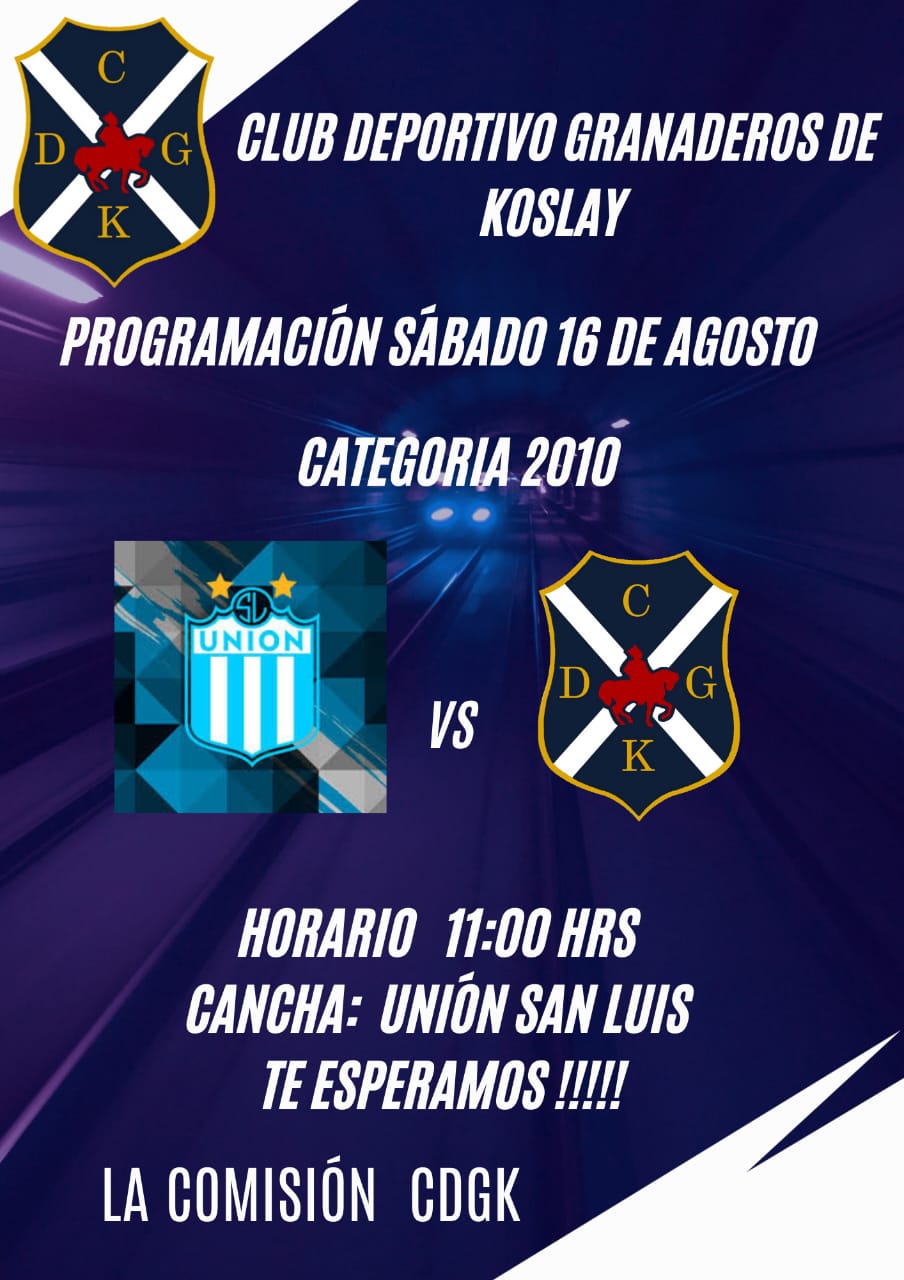 C
D G
K
CLUB DEPORTIVO GRANADEROS DE
KOSLAY
PROGRAMACIÓN SÁBADO 16 DE AGOSTO
CATEGORIA 2010
SL
UNION
VS
C
D G
K
HORARIO 11:00 HRS
CANCHA: UNIÓN SAN LUIS
TE ESPERAMOS !!!!!
LA COMISIÓN CDGK